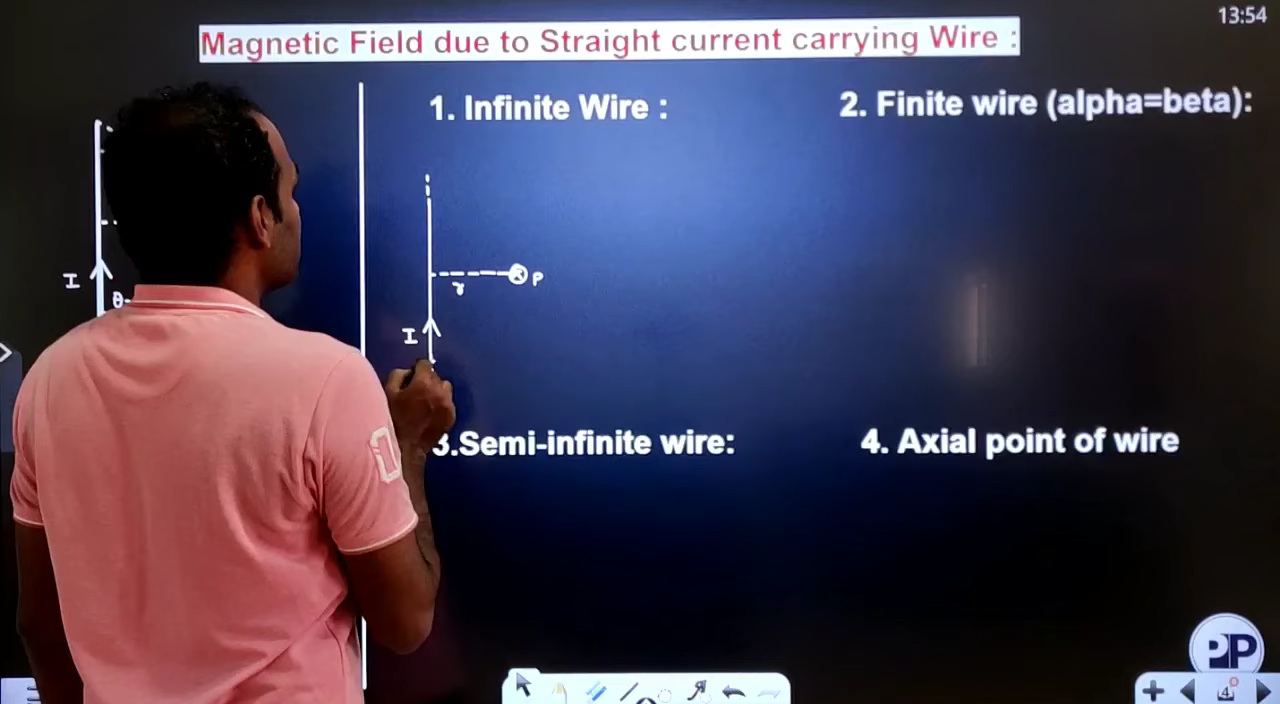 13:54
Magnetic Field due to Straight current carrying Wire :
1. Infinite Wire :
2. Finite wire (alpha=beta):
I
θ
r
P
I
3.Semi-infinite wire:
4. Axial point of wire
PP
4